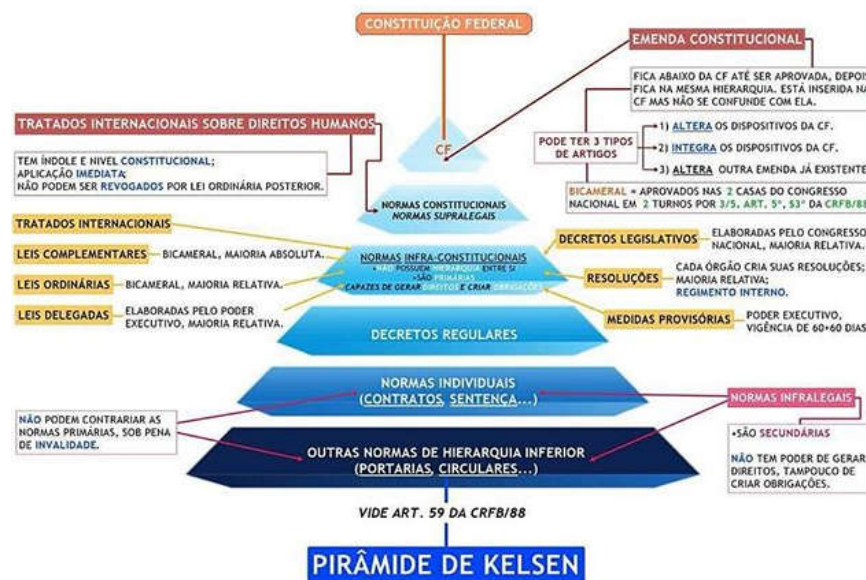 CONSTITUIÇÃO FEDERAL
EMENDA CONSTITUCIONAL
FICA ABAIXO DA CF ATÉ SER APROVADA, DEPOIS
FICA NA MESMA HIERARQUIA. ESTÁ INSERIDA NA
CF MAS NÃO SE CONFUNDE COM ELA.
PODE TER 3 TIPOS
DE ARTIGOS
1) ALTERA OS DISPOSITIVOS DA CF.
2) INTEGRA OS DISPOSITIVOS DA CF.
3) ALTERA OUTRA EMENDA JÁ EXISTENTE
BICAMERAL = APROVADOS NAS 2 CASAS DO CONGRESSO
NACIONAL EM 2 TURNOS POR 3/5, ART. 5°, §3° DA CRFB/88
TRATADOS INTERNACIONAIS SOBRE DIREITOS HUMANOS
TEM ÍNDOLE E NIVEL CONSTITUCIONAL;
APLICAÇÃO IMEDIATA;
NÃO PODEM SER REVOGADOS POR LEI ORDINÁRIA POSTERIOR.
CF
NORMAS CONSTITUCIONAIS
NORMAS SUPRALEGAIS
TRATADOS INTERNACIONAIS
LEIS COMPLEMENTARES BICAMERAL, MAIORIA ABSOLUTA.
LEIS ORDINÁRIAS BICAMERAL, MAIORIA RELATIVA.
LEIS DELEGADAS ELABORADAS PELO PODER
EXECUTIVO, MAIORIA RELATIVA.
NORMAS INFRA-CONSTITUCIONAIS
•NÃO POSSUEM HIERARQUIA ENTRE SI
•SÃO PRIMÁRIAS
CAPAZES DE GERAR DIREITOS E CRIAR OBRIGAÇÕES
DECRETOS LEGISLATIVOS ELABORADAS PELO CONGRESSO
NACIONAL, MAIORIA RELATIVA.
RESOLUÇÕES CADA ÓRGÃO CRIA SUAS RESOLUÇÕES;
MAIORIA RELATIVA;
REGIMENTO INTERNO.
MEDIDAS PROVISÓRIAS PODER EXECUTIVO,
VIGÊNCIA DE 60+60 DIAS
DECRETOS REGULARES
NORMAS INDIVIDUAIS
(CONTRATOS, SENTENÇA...)
NORMAS INFRALEGAIS
•SÃO SECUNDÁRIAS
NÃO TEM PODER DE GERAR
DIREITOS, TAMPOUCO DE
CRIAR OBRIGAÇÕES.
NÃO PODEM CONTRARIAR AS
NORMAS PRIMÁRIAS, SOB PENA
DE INVALIDADE.
OUTRAS NORMAS DE HIERARQUIA INFERIOR
(PORTARIAS, CIRCULARES...)
VIDE ART. 59 DA CRFB/88
PIRÂMIDE DE KELSEN